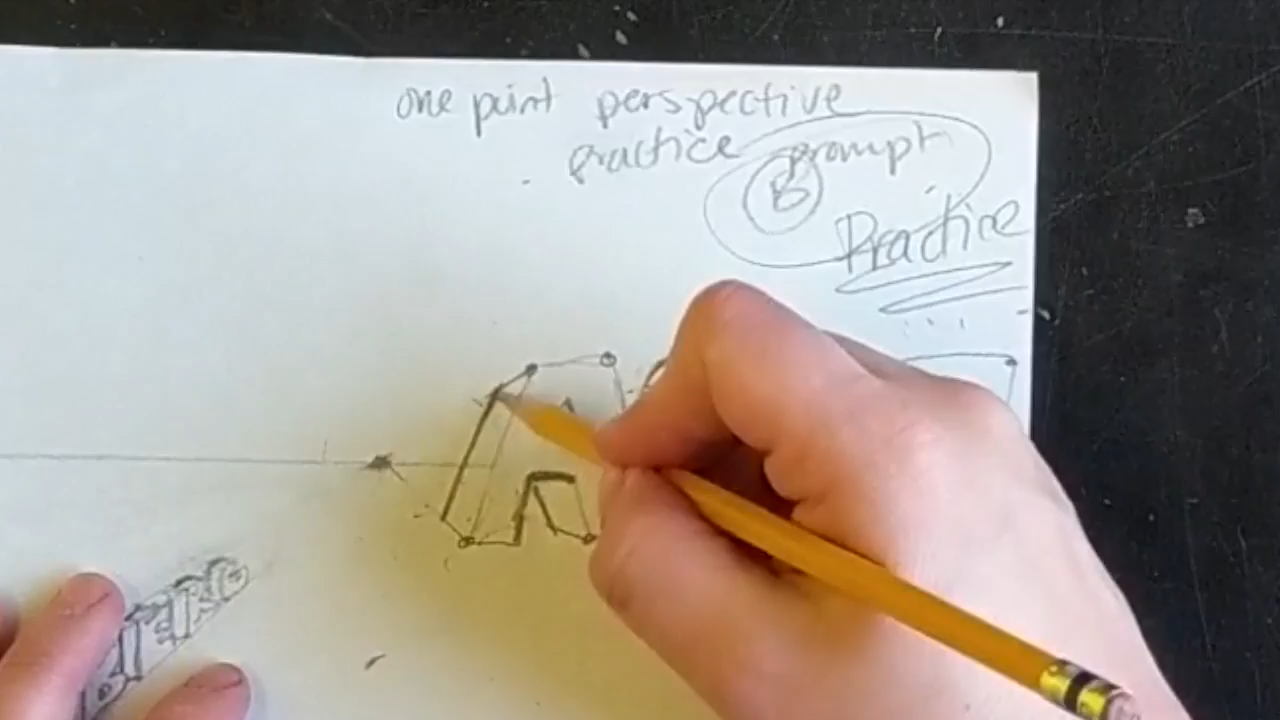 one point perspective
practice prompt
B
Practice
A